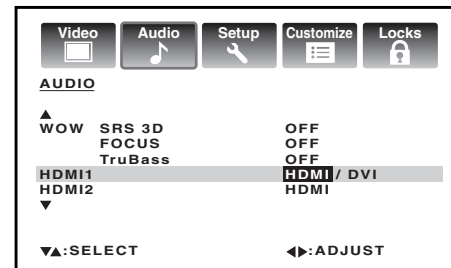 Video Audio Setup Customize Locks
AUDIO
▲
WOW SRS 3D OFF
FOCUS OFF
TruBass OFF
HDMI1 HDMI / DVI
HDMI2 HDMI
▼
▼▲:SELECT ◀▶:ADJUST